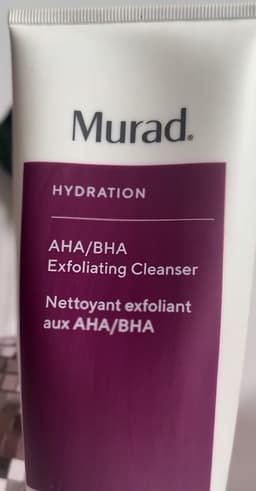 Murad.
HYDRATION
AHA/BHA
Exfoliating Cleanser
Nettoyant exfoliant
aux AHA/BHA